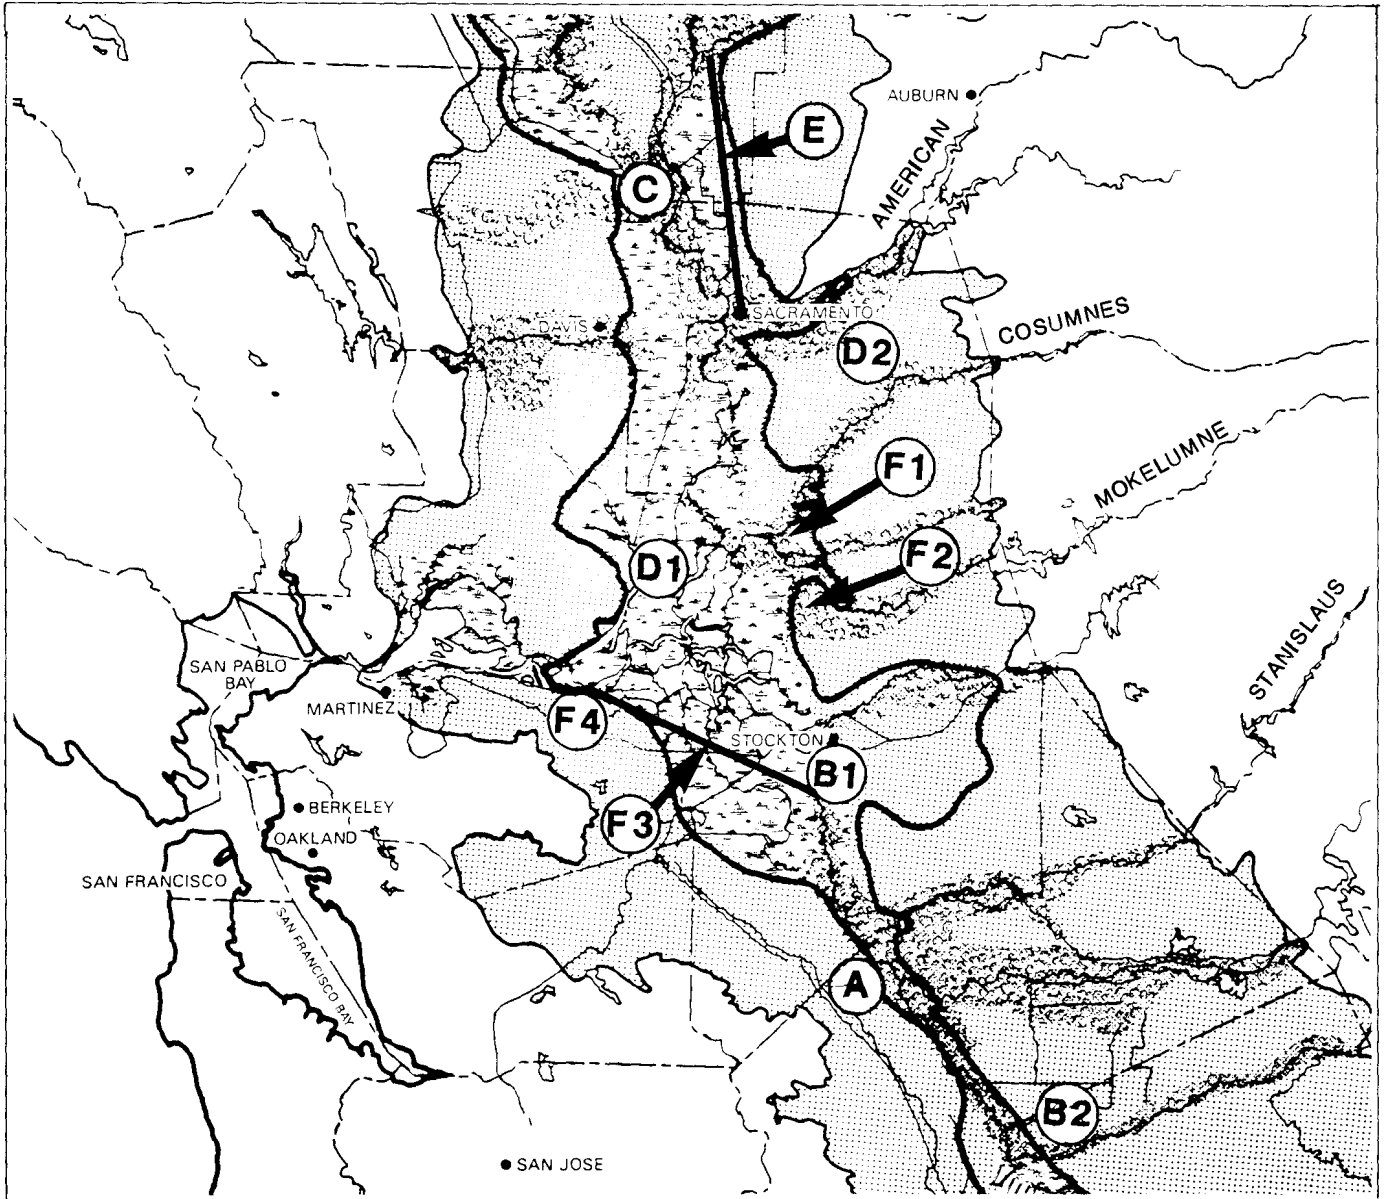 AUBURN
E
AMERICAN
C
SACRAMENTO
DAVIS
COSUMNES
D2
F1
MOKELUMNE
F2
D1
STANISLAUS
SAN PABLO
BAY
MARTINEZ
F4
STOCKTON
B1
BERKELEY
F3
OAKLAND
SAN FRANCISCO
SAN FRANCISCO BAY
A
B2
SAN JOSE